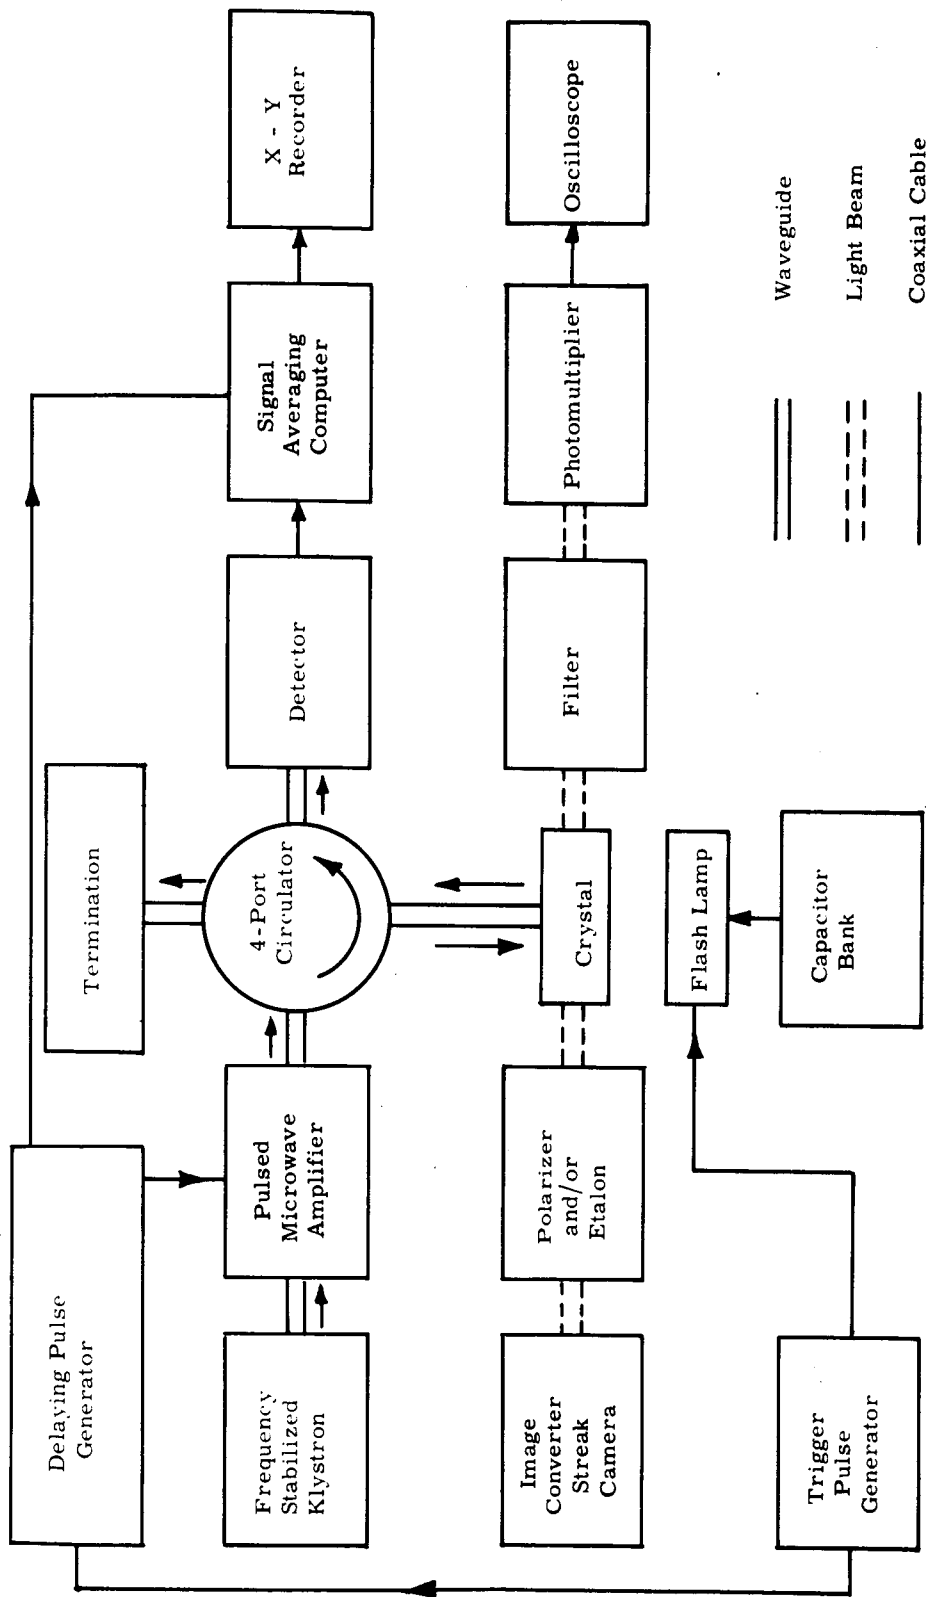 Delaying Pulse
Generator
Termination
Frequency
Stabilized
Klystron
Pulsed
Microwave
Amplifier
4-Port
Circulator
Detector
Signal
Averaging
Computer
X - Y
Recorder
Image
Converter
Streak
Camera
Polarizer
and/or
Etalon
Crystal
Filter
Photomultiplier
Oscilloscope
Trigger
Pulse
Generator
Flash Lamp
Capacitor
Bank
Waveguide
Light Beam
Coaxial Cable